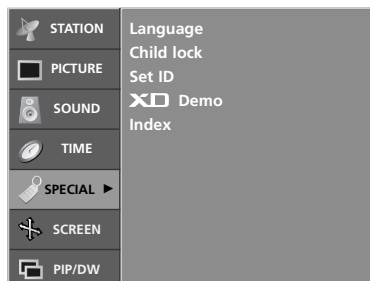 STATION
PICTURE
SOUND
TIME
SPECIAL ►
SCREEN
PIP/DW
Language
Child lock
Set ID
XD Demo
Index